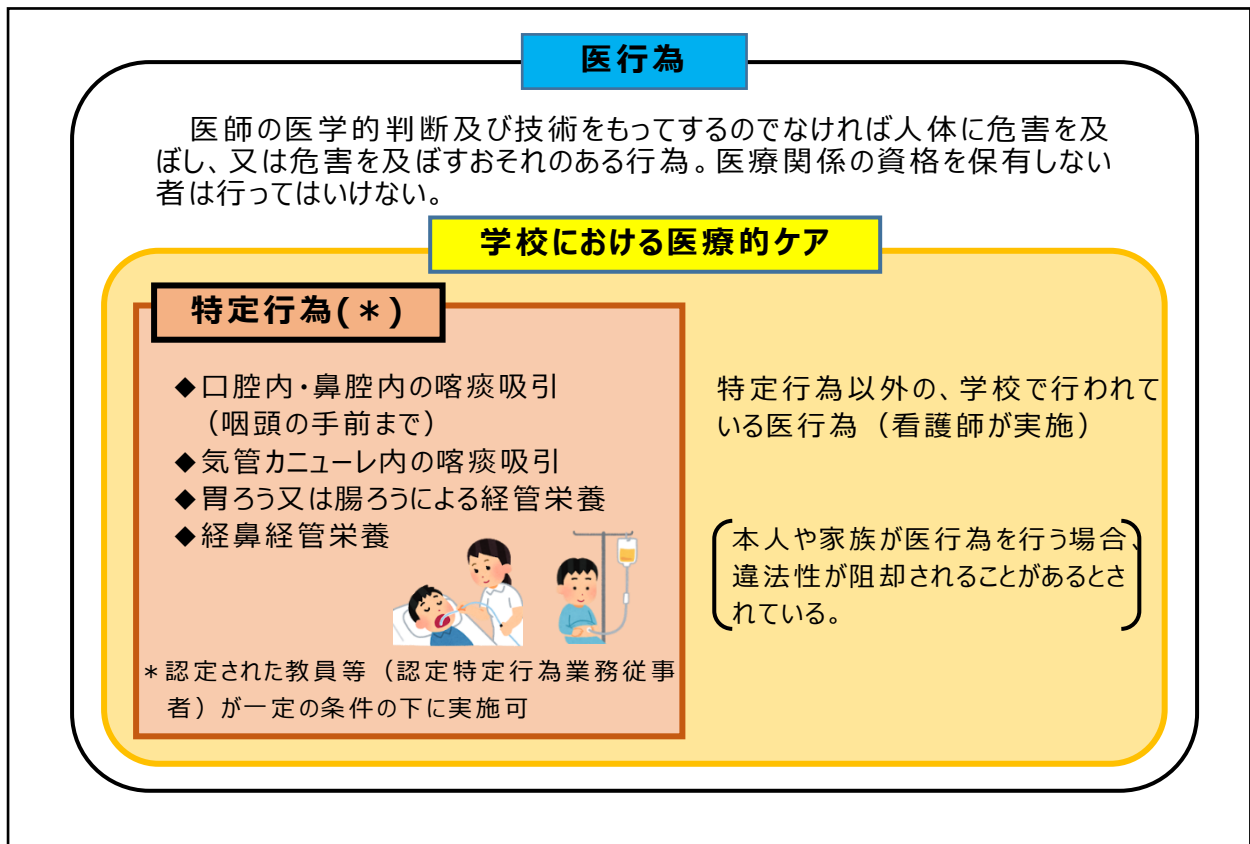 医行為
医師の医学的判断及び技術をもってするのでなければ人体に危害を及
ぼし、又は危害を及ぼすおそれのある行為。医療関係の資格を保有しない
者は行ってはいけない。
学校における医療的ケア
特定行為(＊)
◆口腔内・鼻腔内の喀痰吸引
（咽頭の手前まで）
◆気管カニューレ内の喀痰吸引
◆胃ろう又は腸ろうによる経管栄養
◆経鼻経管栄養
＊認定された教員等（認定特定行為業務従事
者）が一定の条件の下に実施可
特定行為以外の、学校で行われて
いる医行為（看護師が実施）
本人や家族が医行為を行う場合、
違法性が阻却されることがあるとさ
れている。